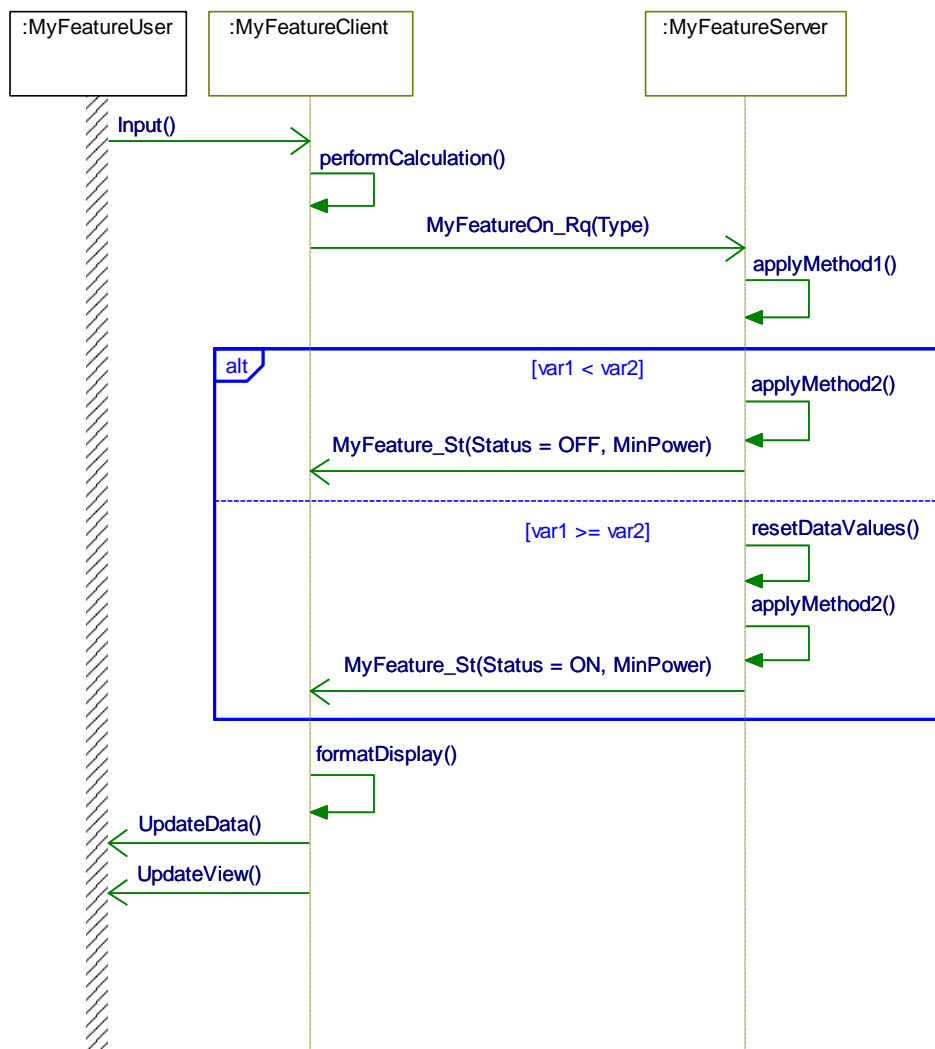 :MyFeatureUser
:MyFeatureClient
:MyFeatureServer
Input()
performCalculation()
MyFeatureOn_Rq(Type)
applyMethod1()
alt
[var1 < var2]
applyMethod2()
MyFeature_St(Status = OFF, MinPower)
[var1 >= var2]
resetDataValues()
applyMethod2()
MyFeature_St(Status = ON, MinPower)
formatDisplay()
UpdateData()
UpdateView()